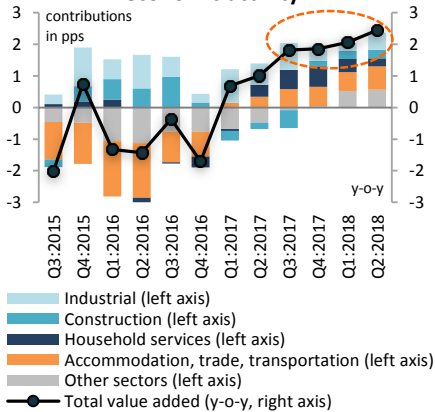 contributions
in pps
3
2
1
0
-1
-2
-3
3
2
1
0
-1
-2
-3
y-o-y
Q3:2015
Q4:2015
Q1:2016
Q2:2016
Q3:2016
Q4:2016
Q1:2017
Q2:2017
Q3:2017
Q4:2017
Q1:2018
Q2:2018
Industrial (left axis)
Construction (left axis)
Household services (left axis)
Accommodation, trade, transportation (left axis)
Other sectors (left axis)
Total value added (y-o-y, right axis)